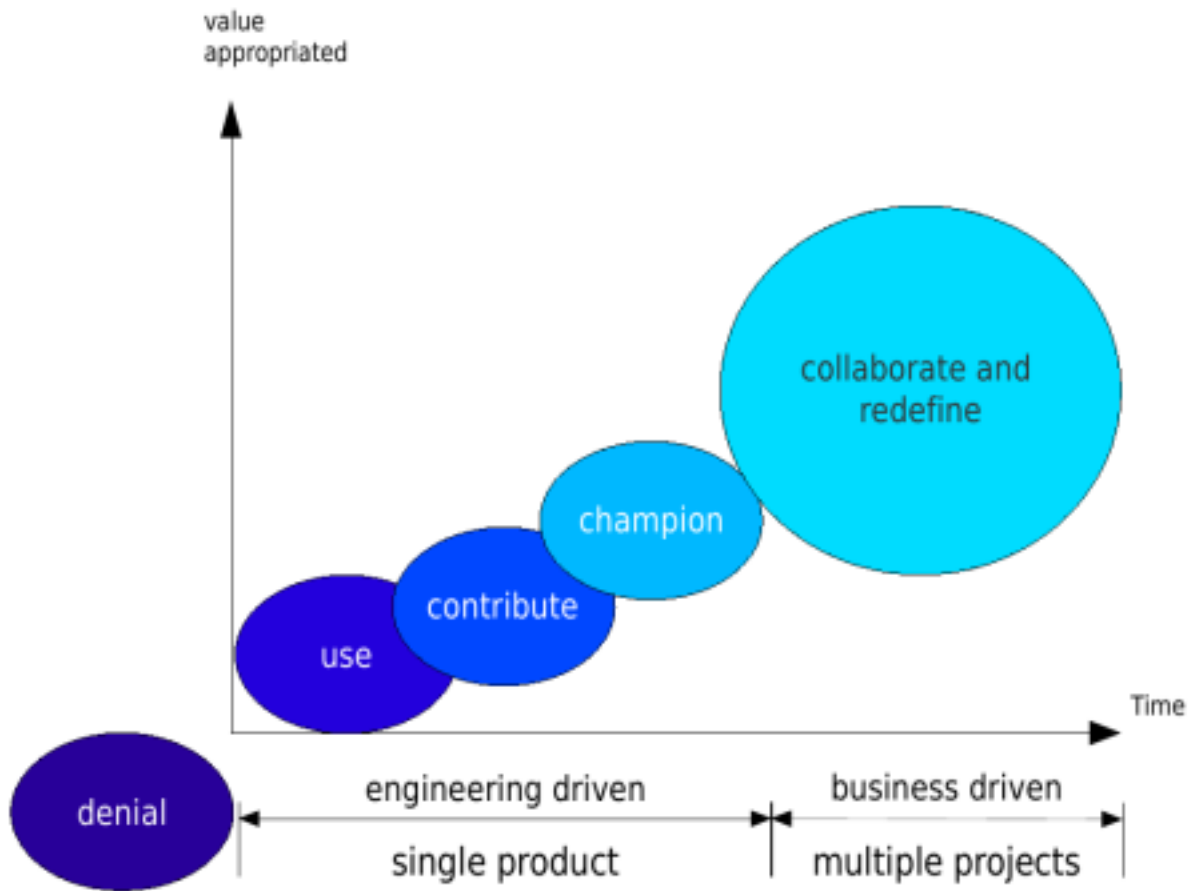 value
appropriated
collaborate and
redefine
champion
contribute
use
Time
denial
engineering driven
business driven
single product
multiple projects